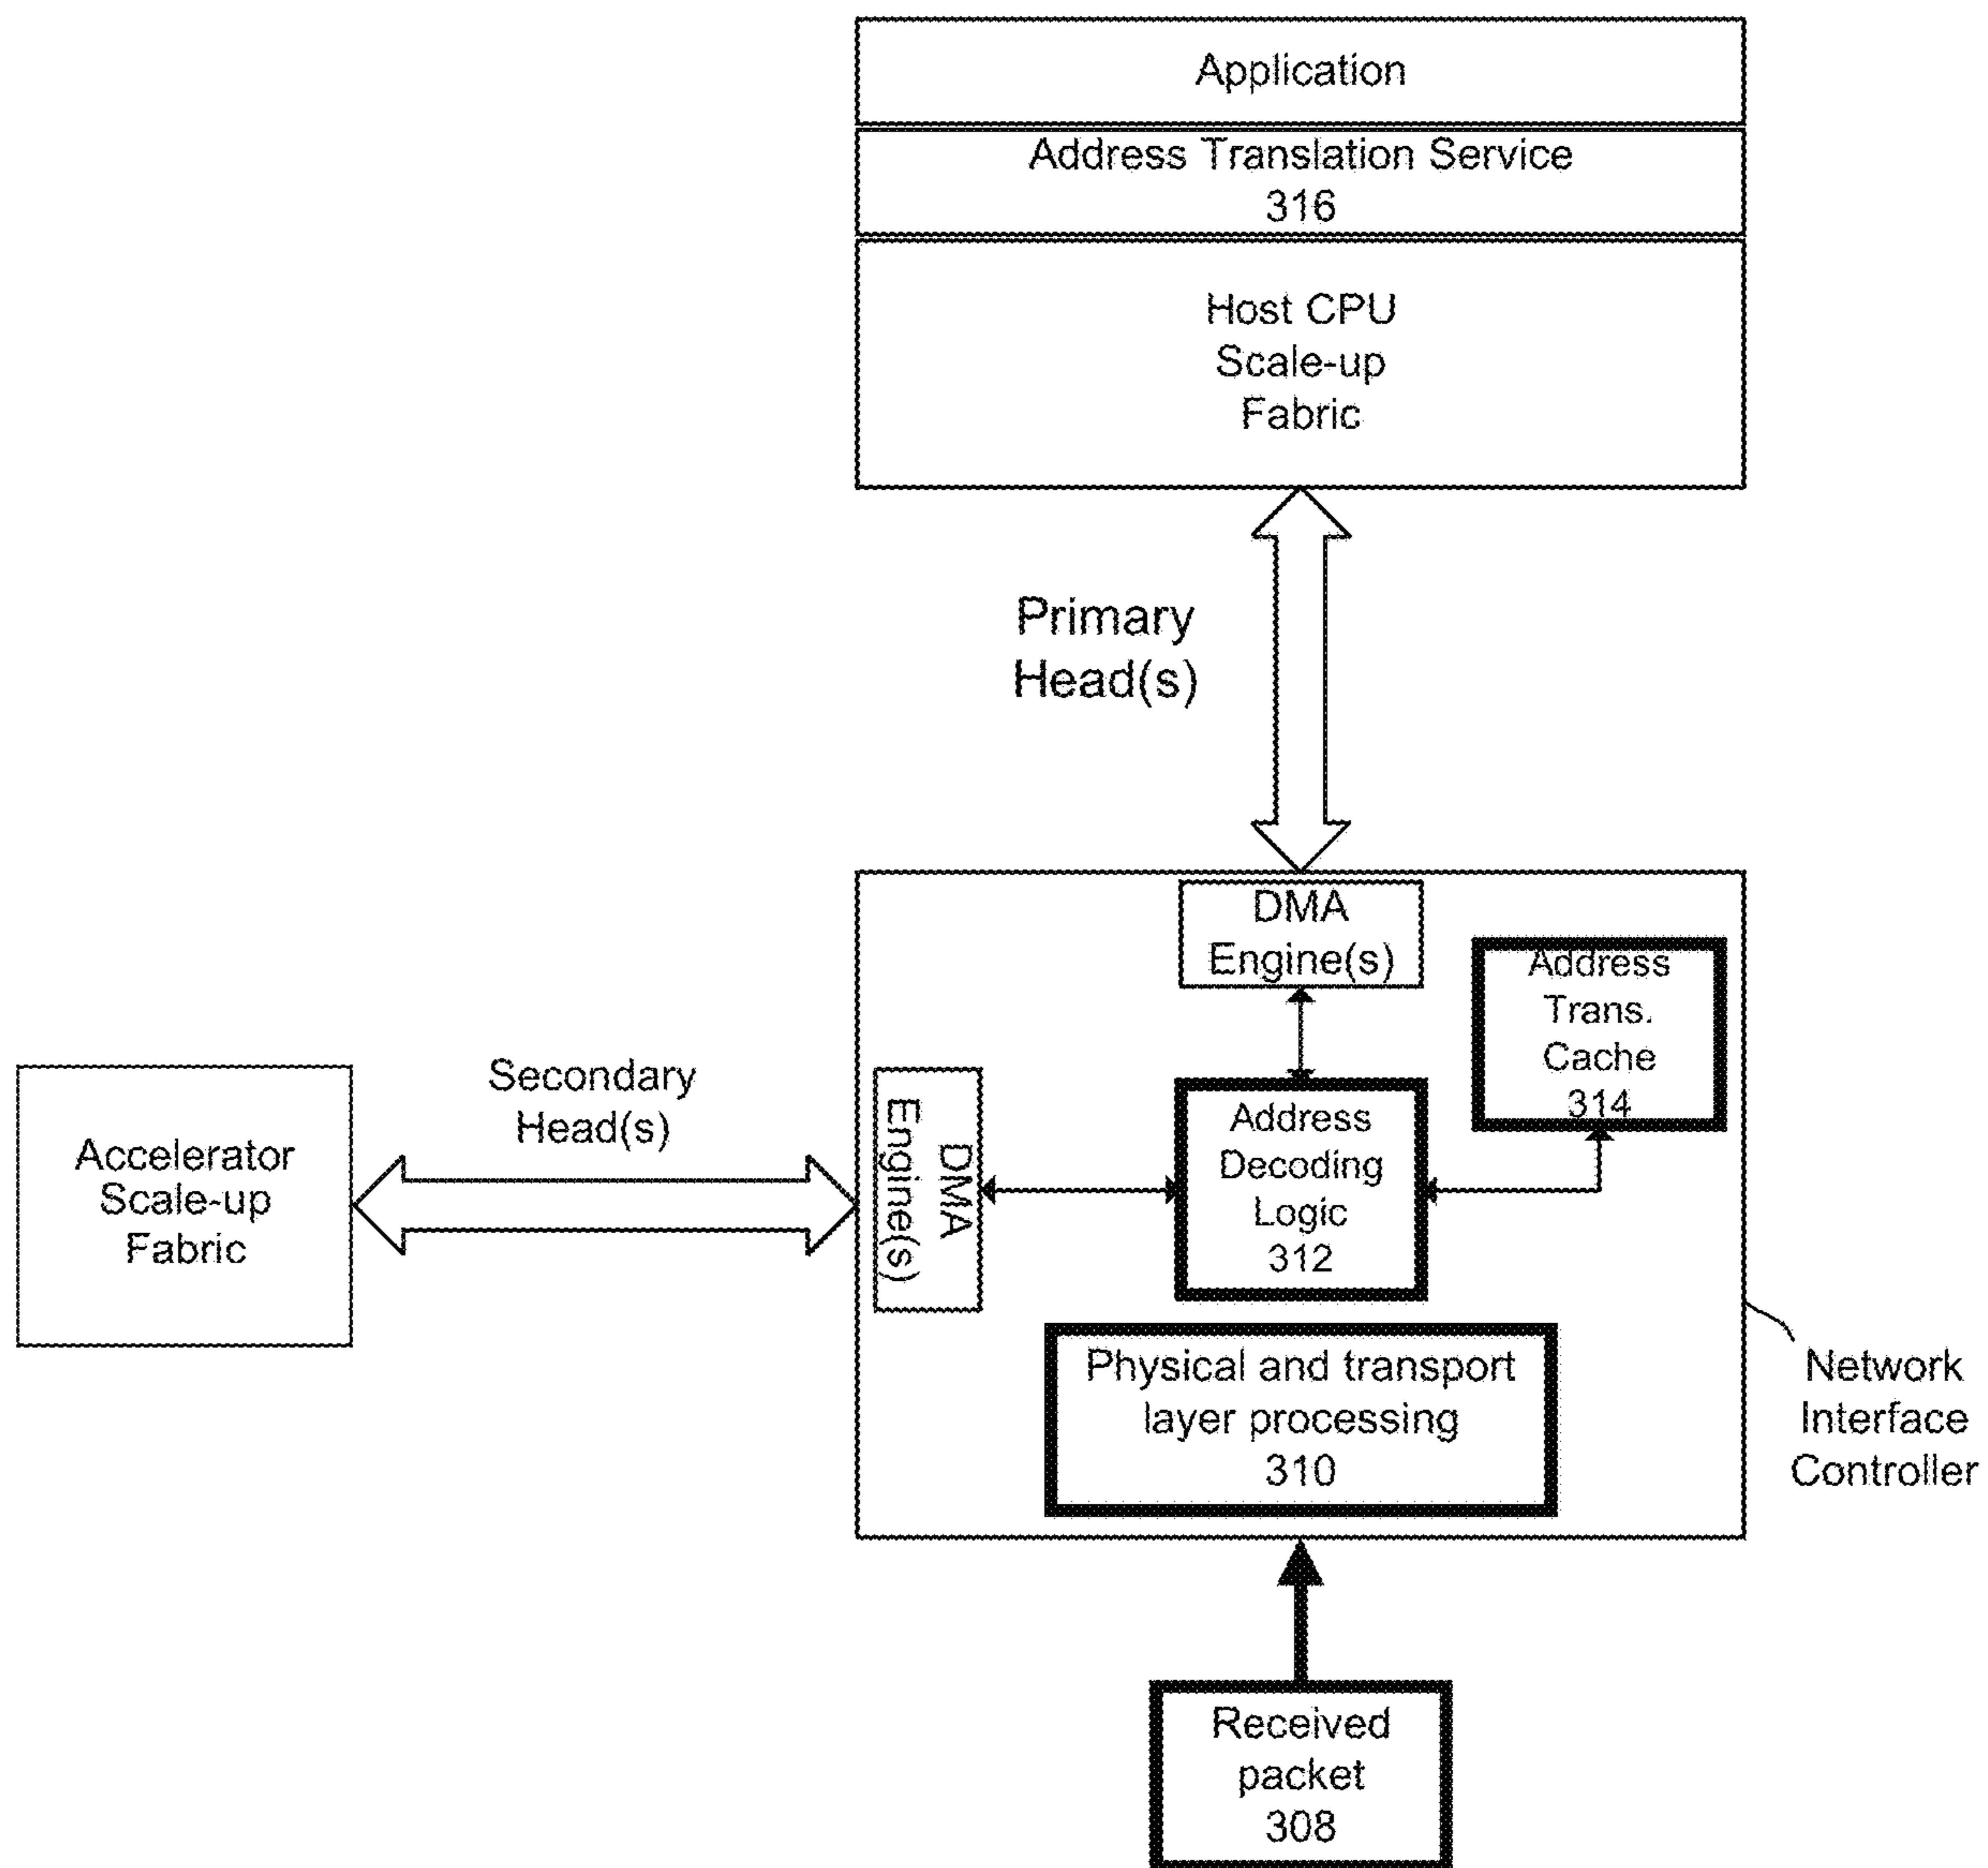 Application
Address Translation Service
316
Host CPU
Scale-up
Fabric
Primary
Head(s)
DMA
Engine(s)
Address
Trans.
Cache
314
Secondary
Head(s)
Accelerator
Scale-up
Fabric
DMA
Engine(s)
Address
Decoding
Logic
312
Physical and transport
layer processing
310
Network
Interface
Controller
Received
packet
308